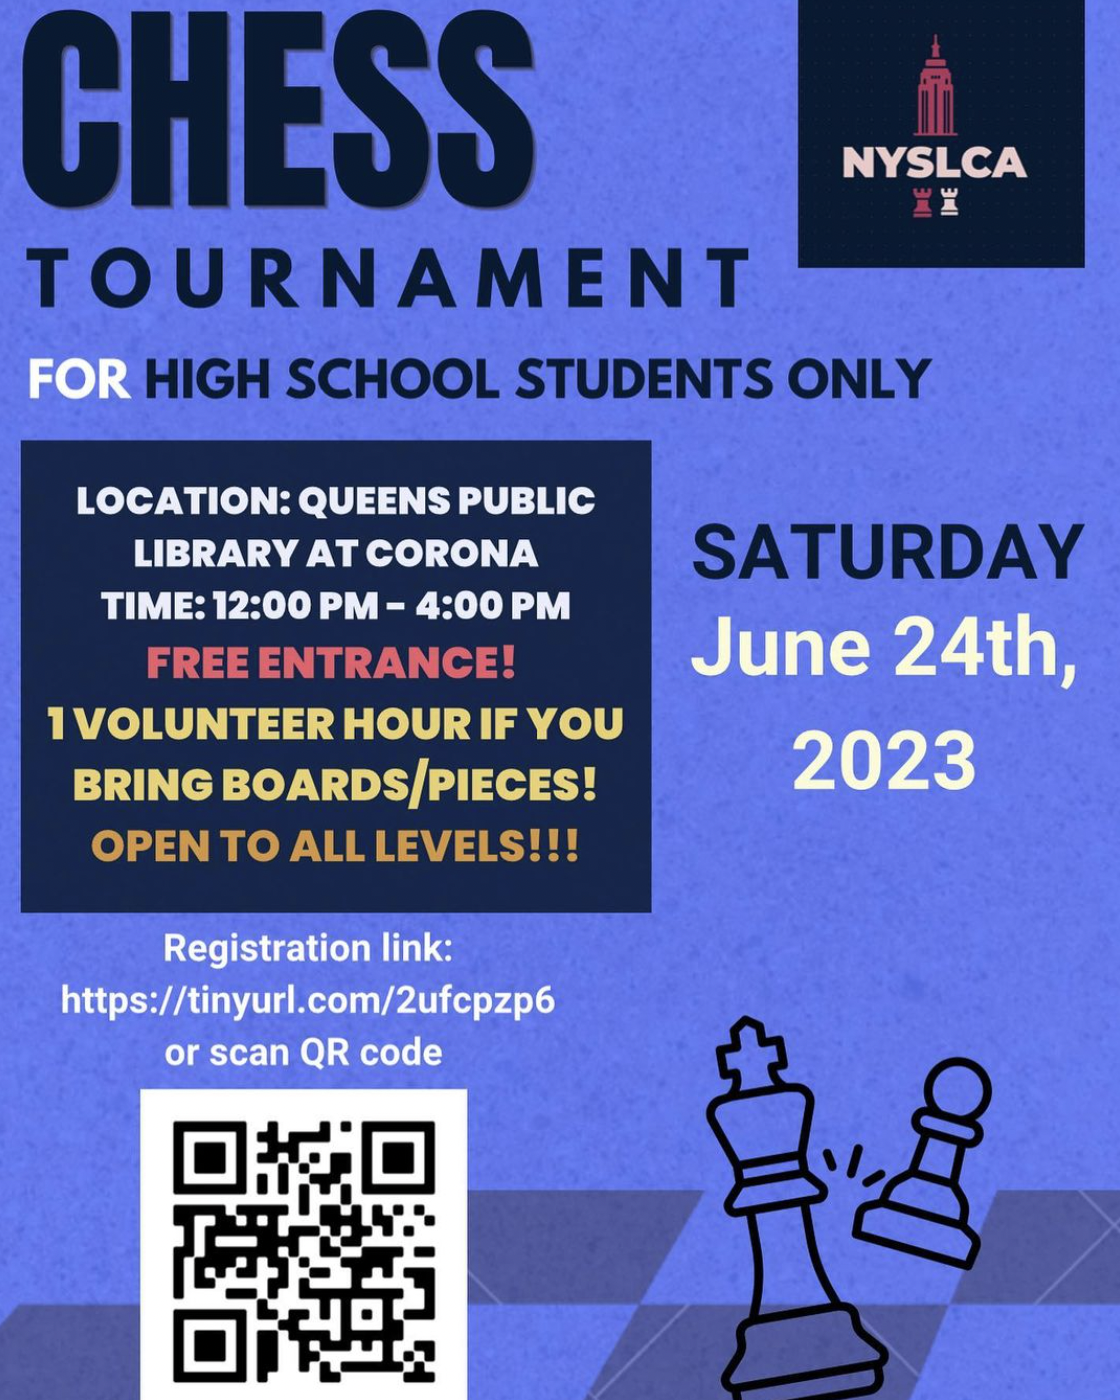 CHESS
NYSLCA
TOURNAMENT
FOR HIGH SCHOOL STUDENTS ONLY
LOCATION: QUEENS PUBLIC
LIBRARY AT CORONA
TIME: 12:00 PM - 4:00 PM
FREE ENTRANCE!
1 VOLUNTEER HOUR IF YOU
BRING BOARDS/PIECES!
OPEN TO ALL LEVELS!!!
SATURDAY
June 24th,
2023
Registration link:
https://tinyurl.com/2ufcpzp6
or scan QR code